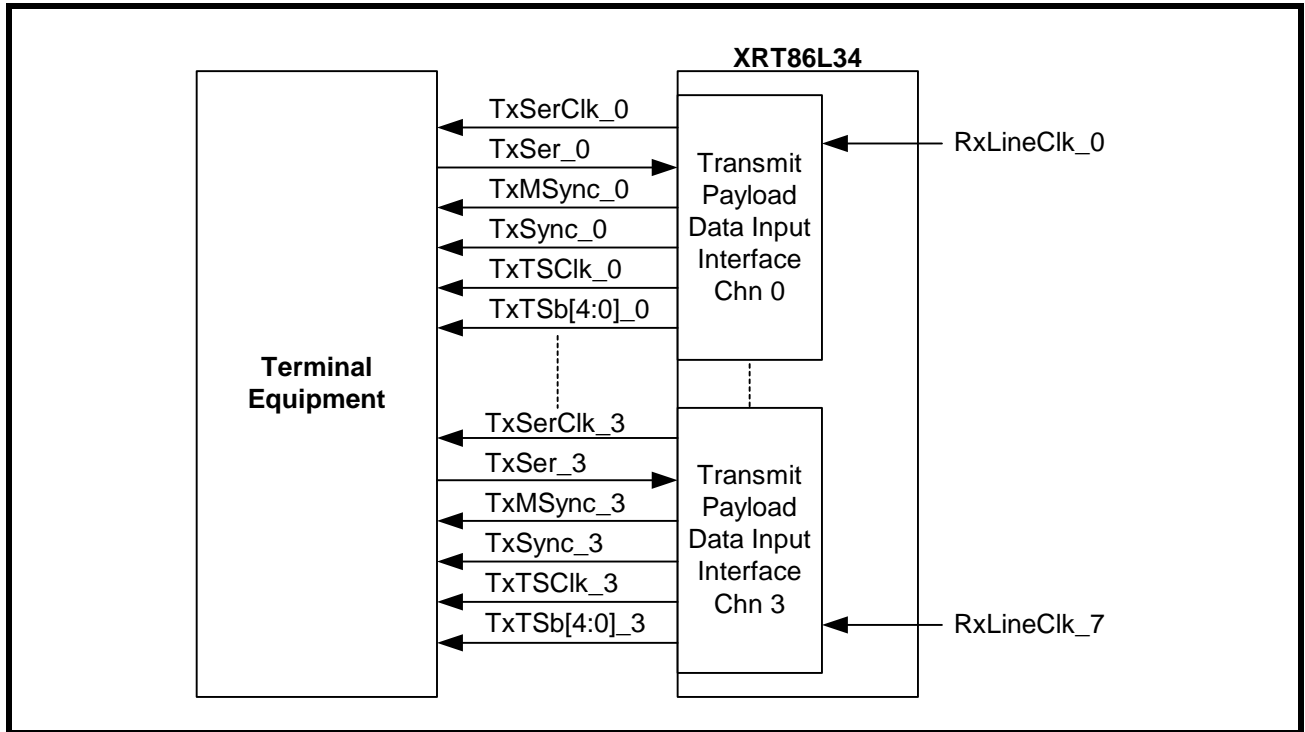 XRT86L34
TxSerClk_0
TxSer_0
TxMSync_0
TxSync_0
TxTSClk_0
TxTSb[4:0]_0
Transmit
Payload
Data Input
Interface
Chn 0
RxLineClk_0
Terminal
Equipment
TxSerClk_3
TxSer_3
TxMSync_3
TxSync_3
TxTSClk_3
TxTSb[4:0]_3
Transmit
Payload
Data Input
Interface
Chn 3
RxLineClk_7